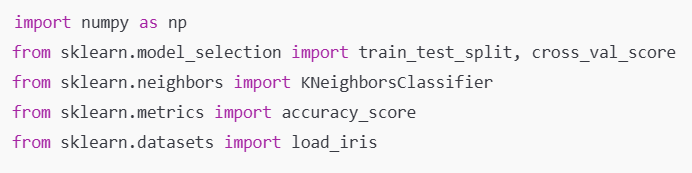 import numpy as np
from sklearn.model_selection import train_test_split, cross_val_score
from sklearn.neighbors import KNeighborsClassifier
from sklearn.metrics import accuracy_score
from sklearn.datasets import load_iris